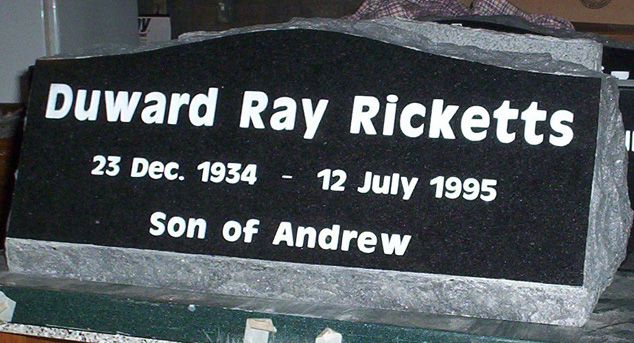 Duward Ray Ricketts
23 Dec. 1934 - 12 July 1995
Son of Andrew